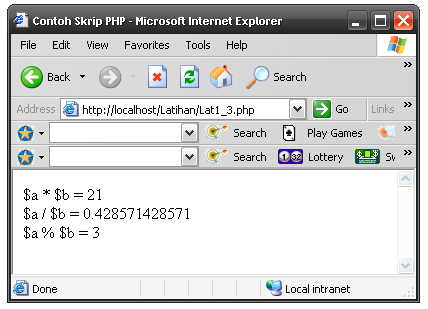 Contoh Skrip PHP - Microsoft Internet Explorer
File Edit View Favorites Tools Help
Back Search
Address http://localhost/Latihan/Lat1_3.php Go Links
Search Play Games
Search Lottery
$a * $b = 21
$a / $b = 0.428571428571
$a % $b = 3
Done Local intranet